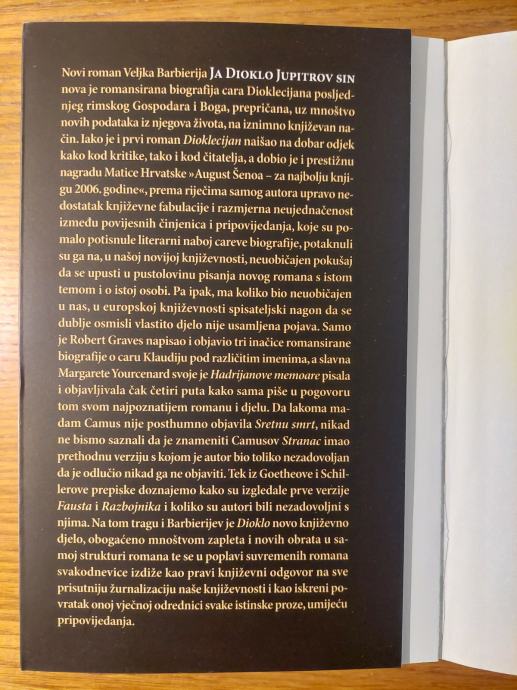 Novi roman Veljka Barbierija JA DIOKLO JUPITROV SIN
nova je romansirana biografija cara Dioklecijana posljed-
njeg rimskog Gospodara i Boga, prepričana, uz mnoštvo
novih podataka iz njegova života, na iznimno književan na-
čin. Iako je i prvi roman Dioklecijan naišao na dobar odjek
kako kod kritike, tako i kod čitatelja, a dobio je i prestižnu
nagradu Matice Hrvatske »August Šenoa – za najbolju knji-
gu 2006. godine«, prema riječima samog autora upravo ne-
dostatak književne fabulacije i razmjerna neujednačenost
između povijesnih činjenica i pripovijedanja, koje su po-
malo potisnule literarni naboj careve biografije, potaknuli
su ga na, u našoj novijoj književnosti, neuobičajen pokušaj
da se upusti u pustolovinu pisanja novog romana s istom
temom i o istoj osobi. Pa ipak, ma koliko bio neuobičajen
u nas, u europskoj književnosti spisateljski nagon da se
dublje osmisli vlastito djelo nije usamljena pojava. Samo
je Robert Graves napisao i objavio tri inačice romansirane
biografije o caru Klaudiju pod različitim imenima, a slavna
Margarete Yourcenard svoje je Hadrijanove memoare pisala
i objavljivala čak četiri puta kako sama piše u pogovoru
tom svom najpoznatijem romanu i djelu. Da lakoma ma-
dam Camus nije posthumno objavila Sretnu smrt, nikad
ne bismo saznali da je znameniti Camusov Stranac imao
prethodnu verziju s kojom je autor bio toliko nezadovoljan
da je odlučio nikad ga ne objaviti. Tek iz Goetheove i Schil-
lerove prepiske doznajemo kako su izgledale prve verzije
Fausta i Razbojnika i koliko su autori bili nezadovoljni s
njima. Na tom tragu i Barbierijev je Dioklo novo književno
djelo, obogaćeno mnoštvom zapleta i novih obrata u sa-
moj strukturi romana te se u poplavi suvremenih romana
svakodnevice izdiže kao pravi književni odgovor na sve
prisutniju žurnalizaciju naše književnosti i kao iskreni po-
vratak onoj vječnoj odrednici svake istinske proze, umijeću
pripovijedanja.